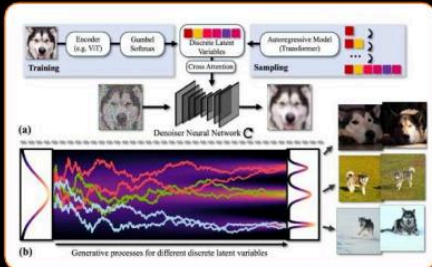 Encoder
(e.g. ViT)
Gumbel
Softmax
Discrete Latent
Variables
Autoregressive Model
(Transformer)
Cross Attention
...
Training
Sampling
Denoiser Neural Network
(a)
(b)
Generative processes for different discrete latent variables